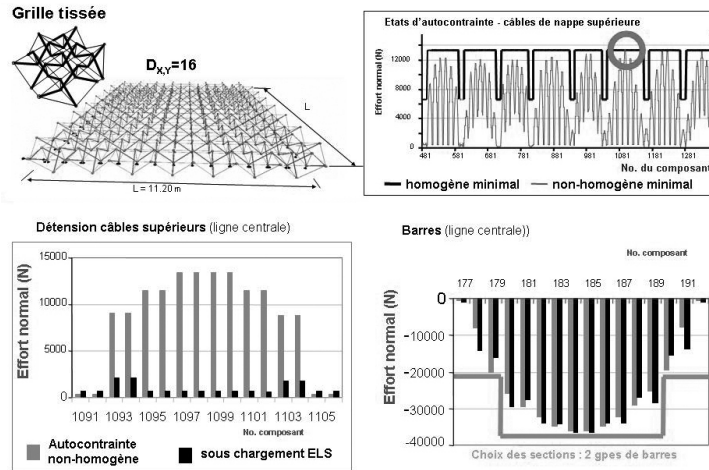 Grille tissée
D X,Y=16
L
L = 11.20 m
Etats d'autocontrainte - câbles de nappe supérieure
Effort normal (N)
12000
8000
4000
0
481 581 681 781 881 981 1081 1181 1281
No. du composant
homogène minimal
non-homogène minimal
Détension câbles supérieurs (ligne centrale)
Effort normal (N)
15000
10000
5000
0
1091 1093 1095 1097 1099 1101 1103 1105
No. composant
Autocontrainte
non-homogène
sous chargement ELS
Barres (ligne centrale))
No. composant
177 179 181 183 185 187 189 191
Effort normal (N)
0
-10000
-20000
-30000
-40000
Choix des sections : 2 gpes de barres